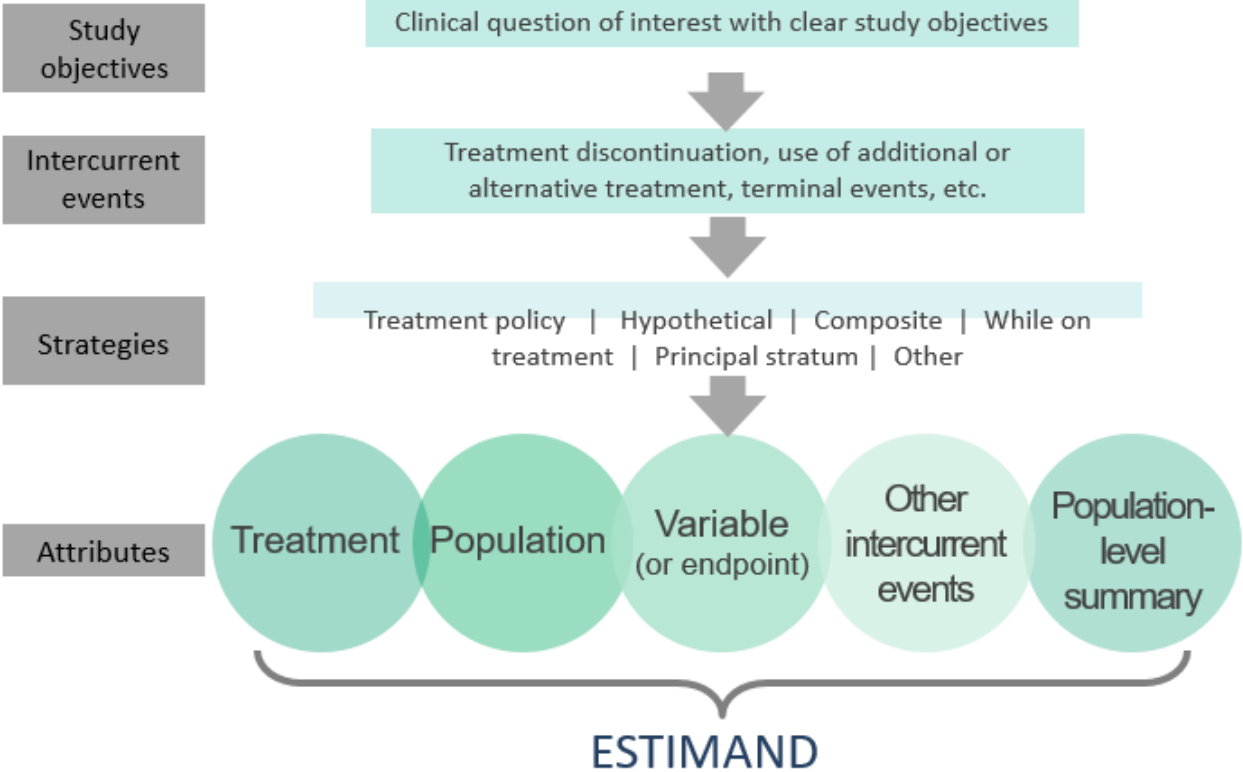 Study
objectives
Clinical question of interest with clear study objectives
Intercurrent
events
Treatment discontinuation, use of additional or
alternative treatment, terminal events, etc.
Strategies
Treatment policy | Hypothetical | Composite | While on
treatment | Principal stratum | Other
Attributes
Treatment
Population
Variable
(or endpoint)
Other
intercurrent
events
Population-
level
summary
ESTIMAND